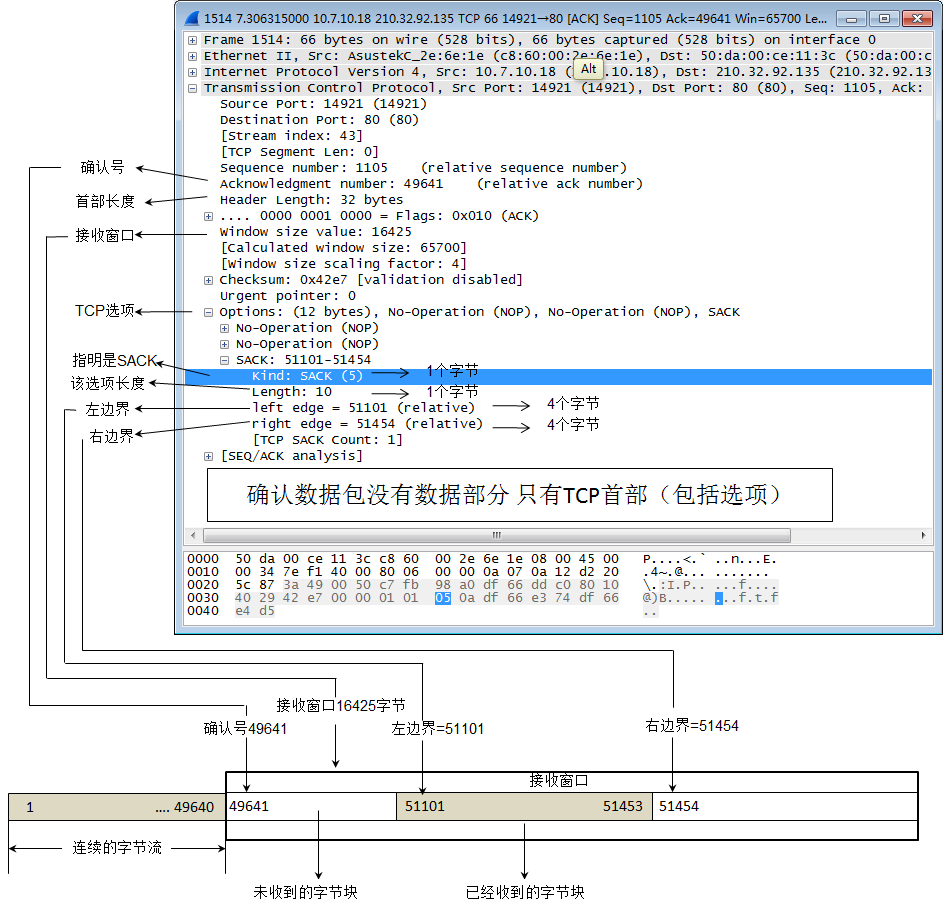 1514 7.306315000 10.7.10.18 210.32.92.135 TCP 66 14921→80 [ACK] Seq=1105 Ack=49641 Win=65700 Le...
Frame 1514: 66 bytes on wire (528 bits), 66 bytes captured (528 bits) on interface 0
Ethernet II, Src: AsustekC_2e:6e:1e (c8:60:00:2e:6e:1e), Dst: 50:da:00:ce:11:3c (50:da:00:c
Internet Protocol Version 4, Src: 10.7.10.18 ( .10.18), Dst: 210.32.92.135 (210.32.92.13
Alt
Transmission Control Protocol, Src Port: 14921 (14921), Dst Port: 80 (80), Seq: 1105, Ack:
Source Port: 14921 (14921)
Destination Port: 80 (80)
[Stream index: 43]
[TCP Segment Len: 0]
Sequence number: 1105 (relative sequence number)
确认号
Acknowledgment number: 49641 (relative ack number)
首部长度
Header Length: 32 bytes
.... 0000 0001 0000 = Flags: 0x010 (ACK)
接收窗口
Window size value: 16425
[Calculated window size: 65700]
[Window size scaling factor: 4]
Checksum: 0x42e7 [validation disabled]
Urgent pointer: 0
TCP选项
Options: (12 bytes), No-Operation (NOP), No-Operation (NOP), SACK
No-Operation (NOP)
No-Operation (NOP)
SACK: 51101-51454
指明是SACK
Kind: SACK (5) 1个字节
该选项长度
Length: 10 1个字节
左边界
left edge = 51101 (relative) 4个字节
右边界
right edge = 51454 (relative) 4个字节
[TCP SACK Count: 1]
[SEQ/ACK analysis]
确认数据包没有数据部分 只有TCP首部（包括选项）
0000 50 da 00 ce 11 3c c8 60 00 2e 6e 1e 08 00 45 00 P....<.` ..n...E.
0010 00 34 7e f1 40 00 80 06 00 00 0a 07 0a 12 d2 20 .4~.@... .......
0020 5c 87 3a 49 00 50 c7 fb 98 a0 df 66 dd c0 80 10 \.:I.P.. ...f....
0030 40 29 42 e7 00 00 01 01 05 0a df 66 e3 74 df 66 @)B..... ...f.t.f
0040 e4 d5 ..
接收窗口16425字节
确认号49641 左边界=51101 右边界=51454
接收窗口
1 .... 49640 49641 51101 51453 51454
连续的字节流
未收到的字节块 已经收到的字节块